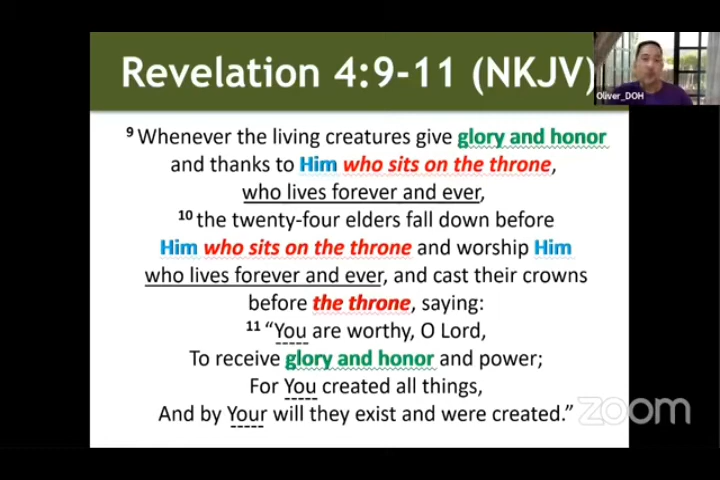 Revelation 4:9-11 (NKJV)
Oliver_DOH
9 Whenever the living creatures give glory and honor
and thanks to Him who sits on the throne,
who lives forever and ever,
10 the twenty-four elders fall down before
Him who sits on the throne and worship Him
who lives forever and ever, and cast their crowns
before the throne, saying:
11 “You are worthy, O Lord,
To receive glory and honor and power;
For You created all things,
And by Your will they exist and were created.”
zoom